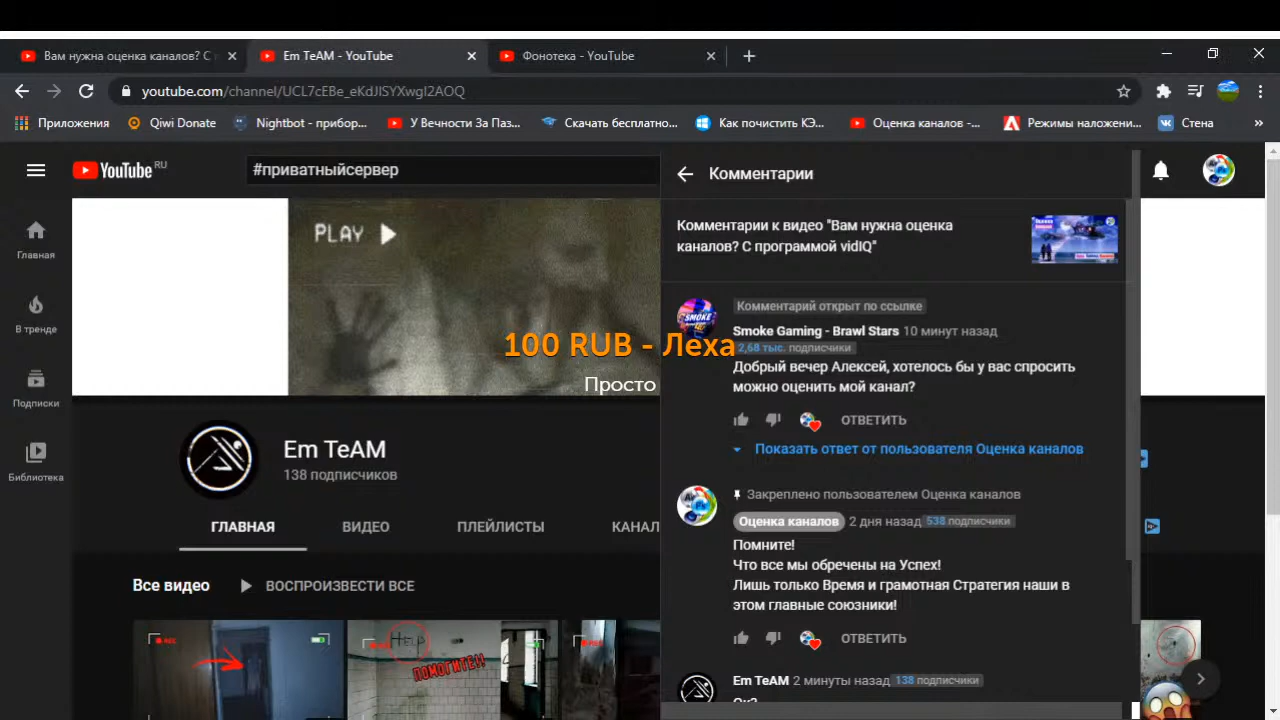 Вам нужна оценка каналов? С п
Em TeAM - YouTube
Фонотека - YouTube
youtube.com/channel/UCL7cEBe_eKdJISYXwgI2AOQ
Приложения
Qiwi Donate
Nightbot - прибор...
У Вечности За Паз...
Скачать бесплатно...
Как почистить КЭ...
Оценка каналов -...
Режимы наложени...
Стена
YouTube RU
#приватныйсервер
Комментарии
Главная
В тренде
Подписки
Библиотека
PLAY
Комментарии к видео "Вам нужна оценка
каналов? С программой vidIQ"
Комментарий открыт по ссылке
SMOKE
Smoke Gaming - Brawl Stars 10 минут назад
2,68 тыс. подписчики
100 RUB - Леха
Просто
Добрый вечер Алексей, хотелось бы у вас спросить
можно оценить мой канал?
ОТВЕТИТЬ
Показать ответ от пользователя Оценка каналов
Em TeAM
138 подписчиков
ГЛАВНАЯ
ВИДЕО
ПЛЕЙЛИСТЫ
КАНАЛ
Закреплено пользователем Оценка каналов
Оценка каналов 2 дня назад 538 подписчики
Помните!
Что все мы обречены на Успех!
Лишь только Время и грамотная Стратегия наши в
этом главные союзники!
ОТВЕТИТЬ
Все видео
ВОСПРОИЗВЕСТИ ВСЕ
REC
HELP
ПОМОГИТЕ!!
Em TeAM 2 минуты назад 138 подписчики